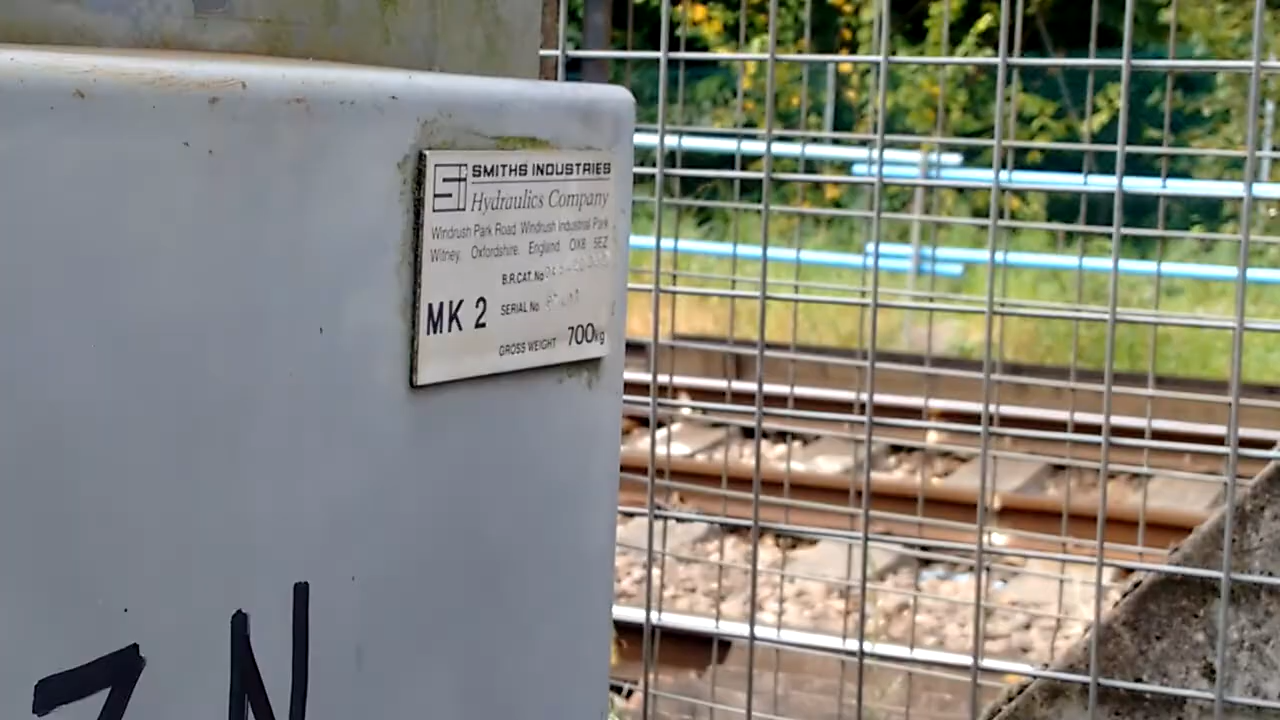 Si SMITHS INDUSTRIES
Hydraulics Company
Windrush Park Road Windrush Industrial Park
Witney, Oxfordshire, England OX8 5EZ
B.R.CAT.No
MK 2 SERIAL No
GROSS WEIGHT 700kg
N